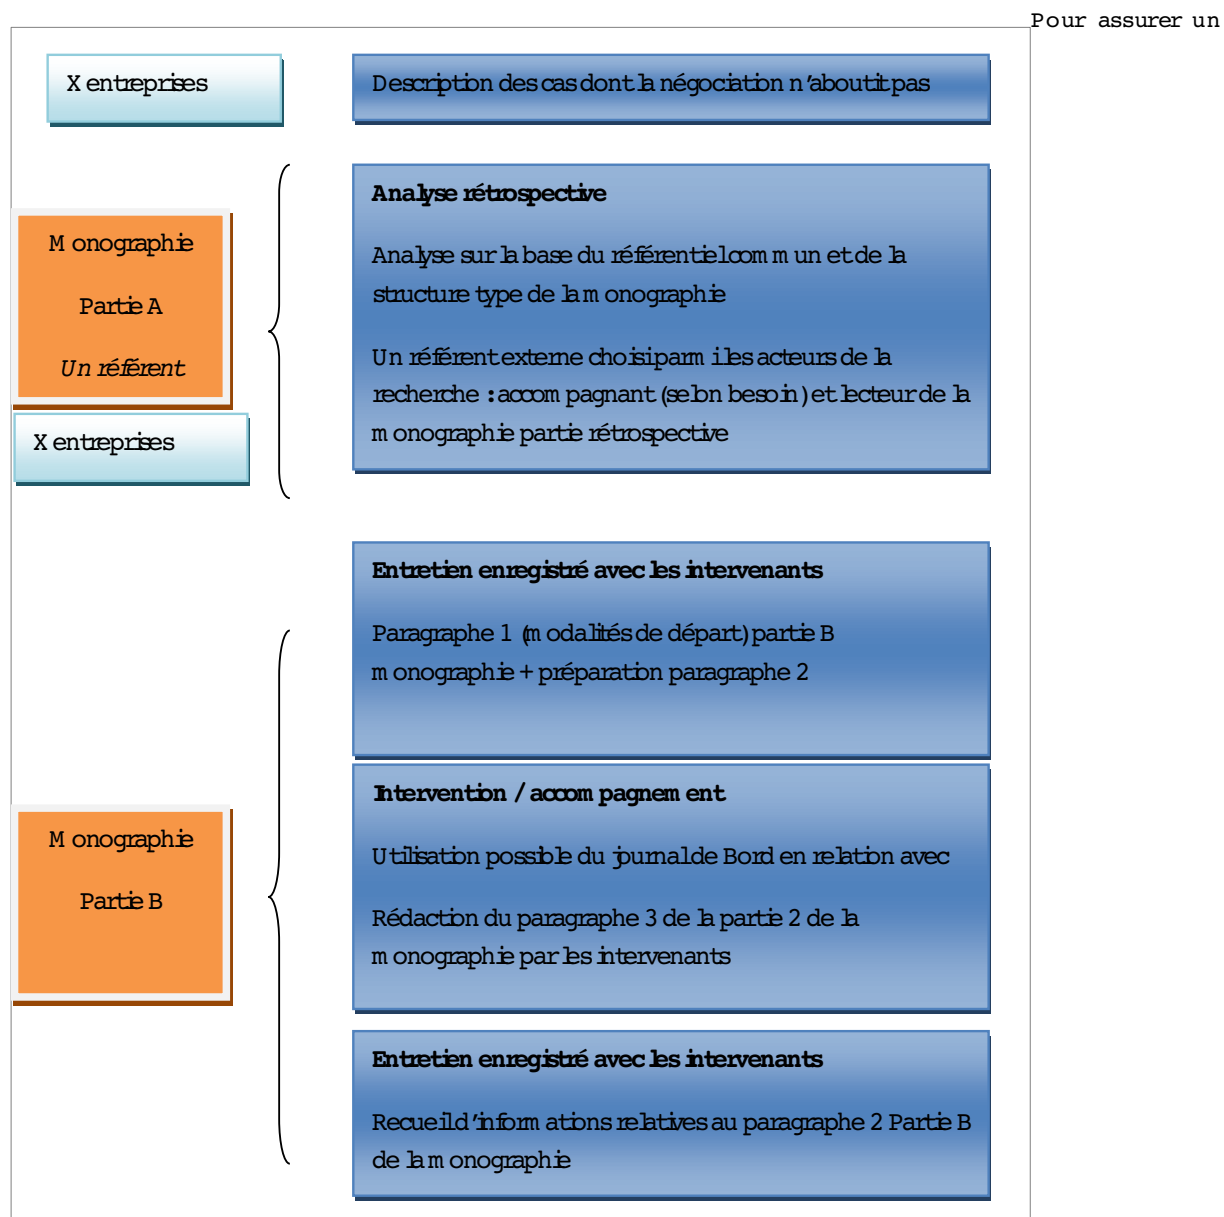 Pour assurer un
X entreprises
Description des cas dont la négociation n’aboutit pas
Monographie
Partie A
Un référent
X entreprises
Analyse rétrospective
Analyse sur la base du référentiel commun et de la
structure type de la monographie
Un référent externe choisi parmi les acteurs de la
recherche : accompagnant (selon besoin) et lecteur de la
monographie partie rétrospective
Monographie
Partie B
Entretien enregistré avec les intervenants
Paragraphe 1 (modalités de départ) partie B
monographie + préparation paragraphe 2
Intervention / accompagnement
Utilisation possible du journal de Bord en relation avec
Rédaction du paragraphe 3 de la partie 2 de la
monographie par les intervenants
Entretien enregistré avec les intervenants
Recueil d’informations relatives au paragraphe 2 Partie B
de la monographie